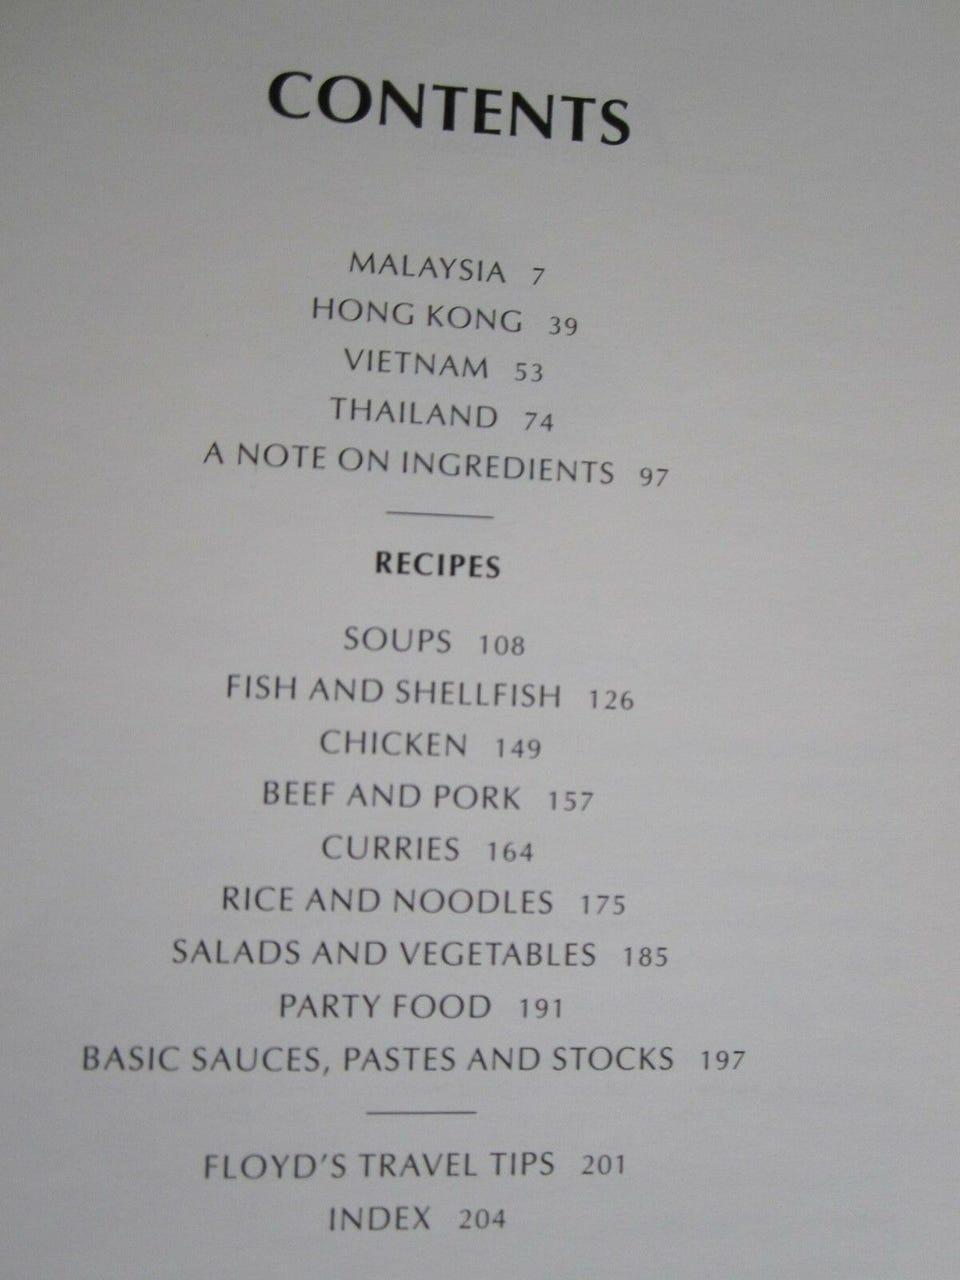 CONTENTS
MALAYSIA 7
HONG KONG 39
VIETNAM 53
THAILAND 74
A NOTE ON INGREDIENTS 97
RECIPES
SOUPS 108
FISH AND SHELLFISH 126
CHICKEN 149
BEEF AND PORK 157
CURRIES 164
RICE AND NOODLES 175
SALADS AND VEGETABLES 185
PARTY FOOD 191
BASIC SAUCES, PASTES AND STOCKS 197
FLOYD'S TRAVEL TIPS 201
INDEX 204